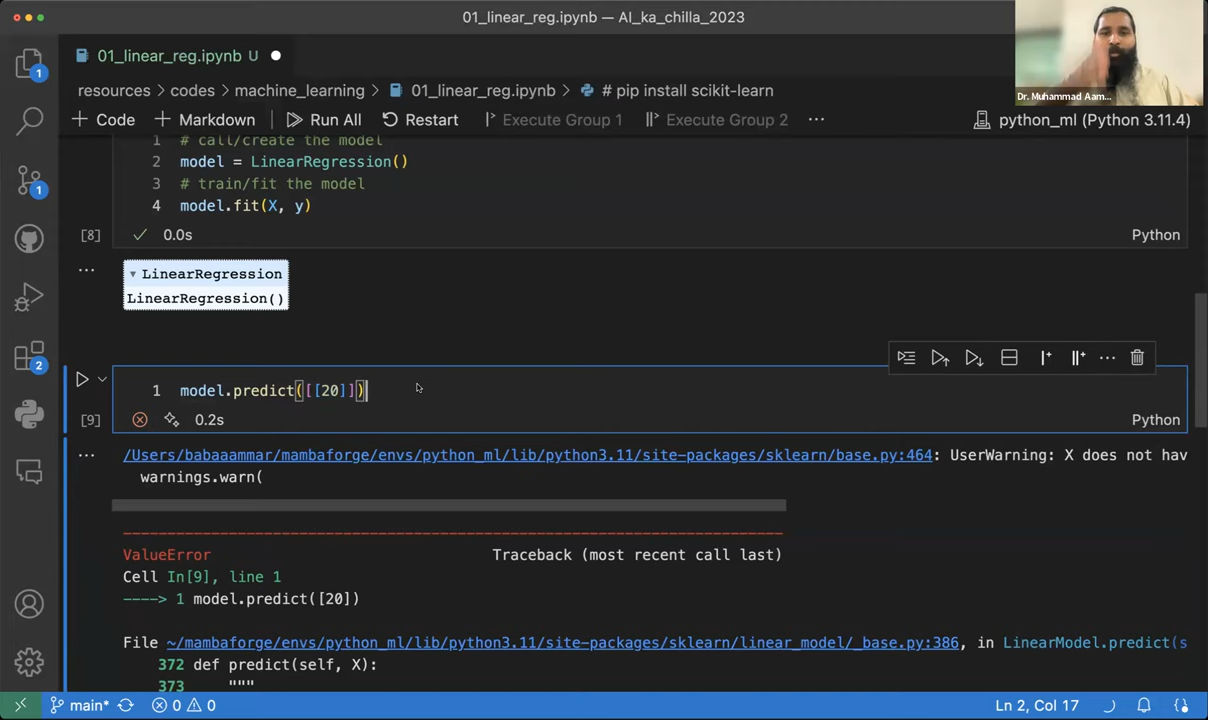 01_linear_reg.ipynb — AI_ka_chilla_2023
01_linear_reg.ipynb U
resources > codes > machine_learning > 01_linear_reg.ipynb > # pip install scikit-learn
+ Code + Markdown Run All Restart Execute Group 1 Execute Group 2 ... python_ml (Python 3.11.4)
Dr. Muhammad Aam...
1 # call/create the model
2 model = LinearRegression()
3 # train/fit the model
4 model.fit(X, y)
[8] 0.0s Python
LinearRegression
LinearRegression()
1 model.predict([[20]])
[9] 0.2s Python
/Users/babaaammar/mambaforge/envs/python_ml/lib/python3.11/site-packages/sklearn/base.py:464: UserWarning: X does not hav
warnings.warn(
---------------------------------------------------------------------------
ValueError Traceback (most recent call last)
Cell In[9], line 1
----> 1 model.predict([20])
File ~/mambaforge/envs/python_ml/lib/python3.11/site-packages/sklearn/linear_model/_base.py:386, in LinearModel.predict(s
372 def predict(self, X):
373 """
main* 0 0 Ln 2, Col 17
1
1
2